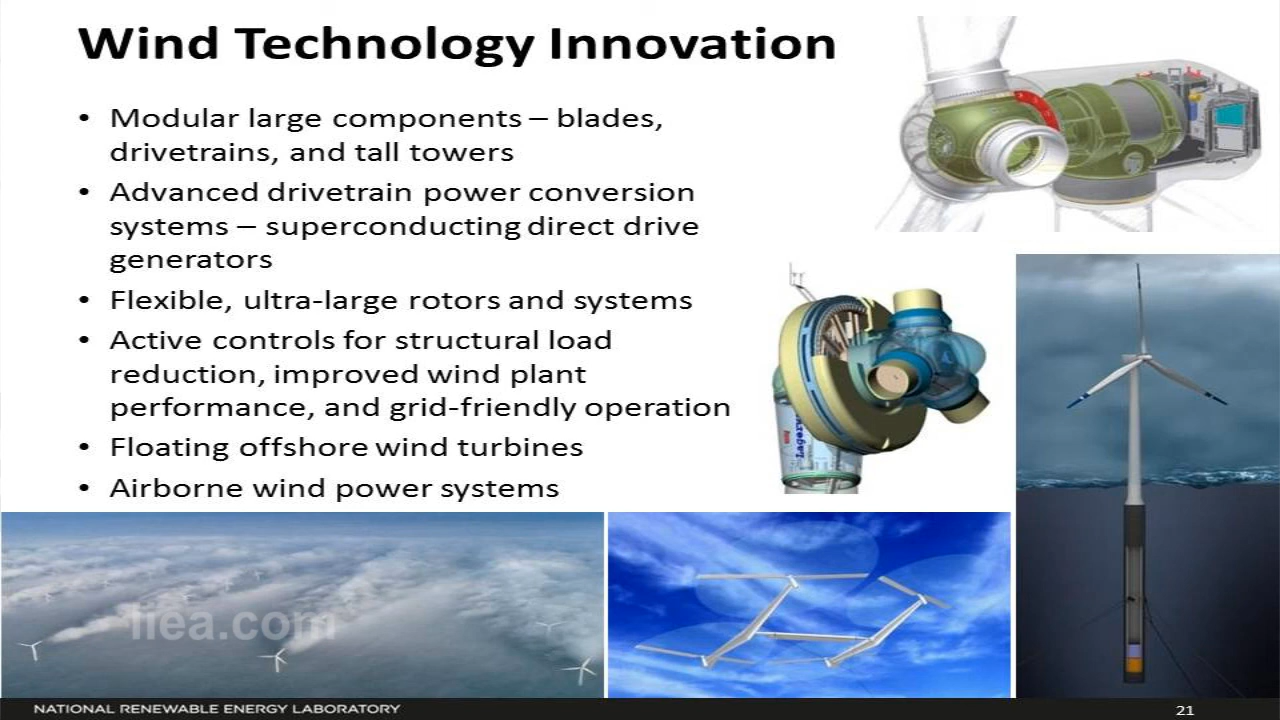 Wind Technology Innovation
• Modular large components – blades,
drivetrains, and tall towers
• Advanced drivetrain power conversion
systems – superconducting direct drive
generators
• Flexible, ultra-large rotors and systems
• Active controls for structural load
reduction, improved wind plant
performance, and grid-friendly operation
• Floating offshore wind turbines
• Airborne wind power systems
NATIONAL RENEWABLE ENERGY LABORATORY
21